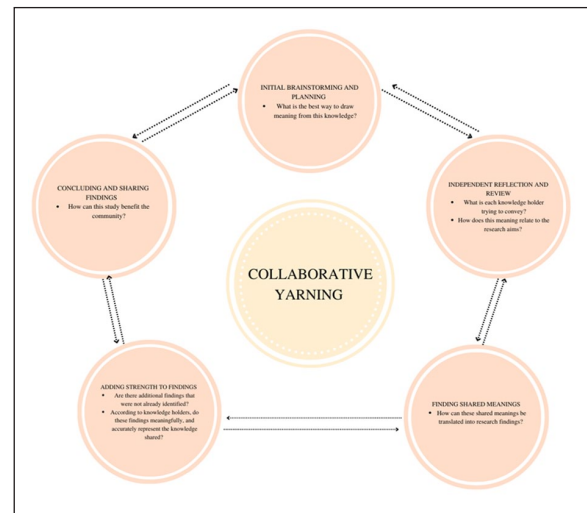 INITIAL BRAINSTORMING AND
PLANNING
• What is the best way to draw
meaning from this knowledge?
CONCLUDING AND SHARING
FINDINGS
• How can this study benefit the
community?
INDEPENDENT REFLECTION AND
REVIEW
• What is each knowledge holder
trying to convey?
• How does this meaning relate to the
research aims?
COLLABORATIVE
YARNING
ADDING STRENGTH TO FINDINGS
• Are there additional findings that
were not already identified?
• According to knowledge holders, do
these findings meaningfully, and
accurately represent the knowledge
shared?
FINDING SHARED MEANINGS
• How can these shared meanings be
translated into research findings?